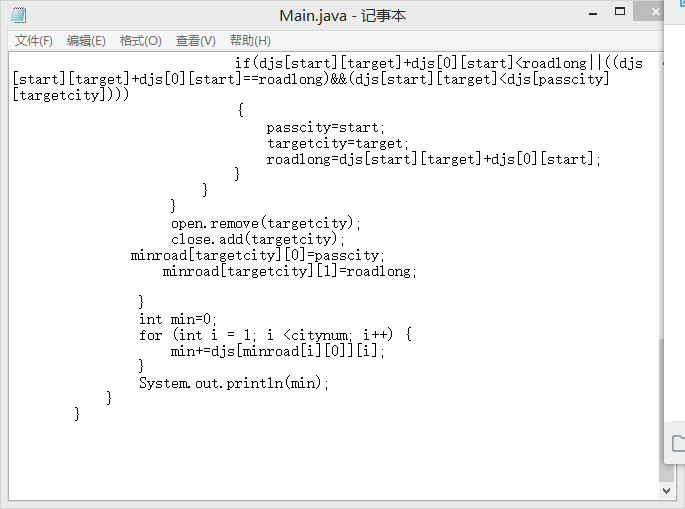 Main.java - 记事本
文件(F) 编辑(E) 格式(O) 查看(V) 帮助(H)
if(djs[start][target]+djs[0][start]<roadlong||((djs
[start][target]+djs[0][start]==roadlong)&&(djs[start][target]<djs[passcity]
[targetcity])))
{
passcity=start;
targetcity=target;
roadlong=djs[start][target]+djs[0][start];
}
}
}
open.remove(targetcity);
close.add(targetcity);
minroad[targetcity][0]=passcity;
minroad[targetcity][1]=roadlong;
}
int min=0;
for (int i = 1; i <citynum; i++) {
min+=djs[minroad[i][0]][i];
}
System.out.println(min);
}
}